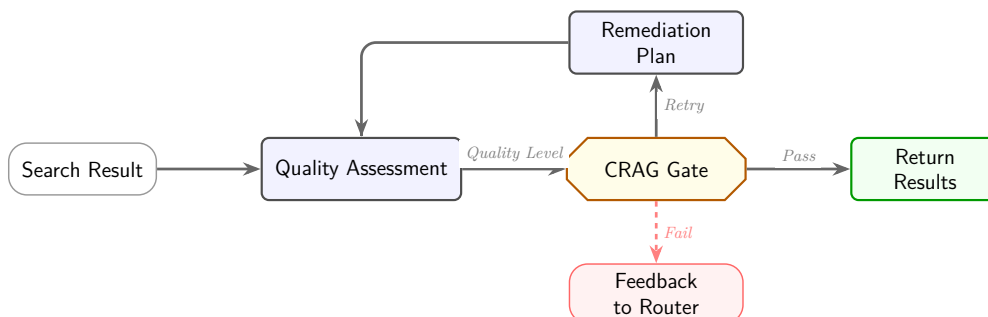 Remediation
Plan
Retry
Search Result
Quality Assessment
Quality Level
CRAG Gate
Pass
Return
Results
Fail
Feedback
to Router